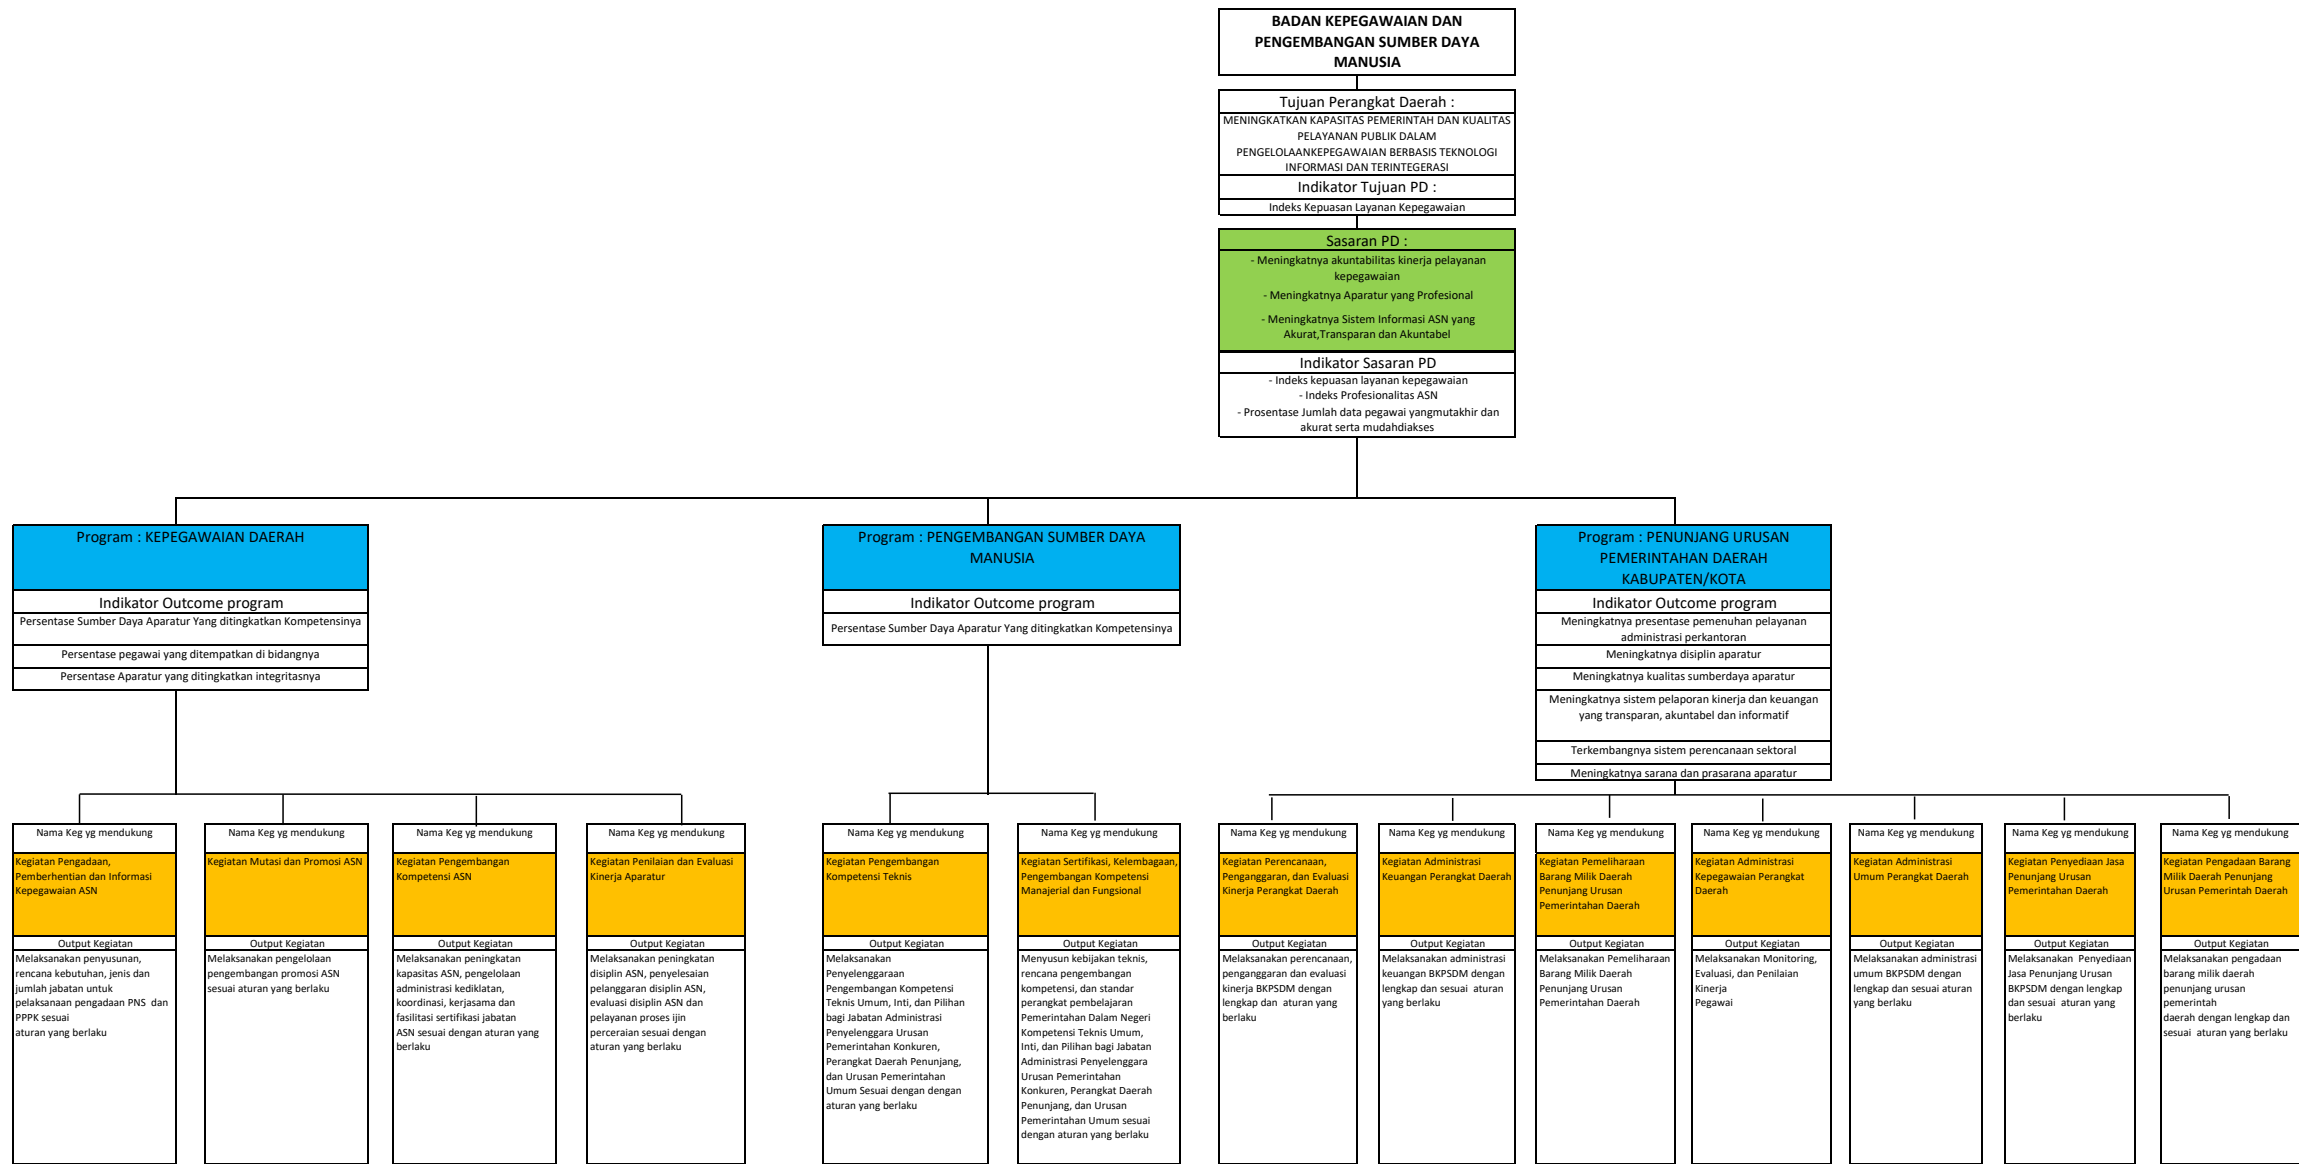 BADAN KEPEGAWAIAN DAN
PENGEMBANGAN SUMBER DAYA
MANUSIA
Tujuan Perangkat Daerah :
MENINGKATKAN KAPASITAS PEMERINTAH DAN KUALITAS
PELAYANAN PUBLIK DALAM
PENGELOLAANKEPEGAWAIAN BERBASIS TEKNOLOGI
INFORMASI DAN TERINTEGERASI
Indikator Tujuan PD :
Indeks Kepuasan Layanan Kepegawaian
Sasaran PD :
- Meningkatnya akuntabilitas kinerja pelayanan
kepegawaian
- Meningkatnya Aparatur yang Profesional
- Meningkatnya Sistem Informasi ASN yang
Akurat,Transparan dan Akuntabel
Indikator Sasaran PD
- Indeks kepuasan layanan kepegawaian
- Indeks Profesionalitas ASN
- Prosentase Jumlah data pegawai yangmutakhir dan
akurat serta mudahdiakses
Program : KEPEGAWAIAN DAERAH
Indikator Outcome program
Persentase Sumber Daya Aparatur Yang ditingkatkan Kompetensinya
Persentase pegawai yang ditempatkan di bidangnya
Persentase Aparatur yang ditingkatkan integritasnya
Program : PENGEMBANGAN SUMBER DAYA
MANUSIA
Indikator Outcome program
Persentase Sumber Daya Aparatur Yang ditingkatkan Kompetensinya
Program : PENUNJANG URUSAN
PEMERINTAHAN DAERAH
KABUPATEN/KOTA
Indikator Outcome program
Meningkatnya presentase pemenuhan pelayanan
administrasi perkantoran
Meningkatnya disiplin aparatur
Meningkatnya kualitas sumberdaya aparatur
Meningkatnya sistem pelaporan kinerja dan keuangan
yang transparan, akuntabel dan informatif
Terkembangnya sistem perencanaan sektoral
Meningkatnya sarana dan prasarana aparatur
Nama Keg yg mendukung
Kegiatan Pengadaan,
Pemberhentian dan Informasi
Kepegawaian ASN
Output Kegiatan
Melaksanakan penyusunan,
rencana kebutuhan, jenis dan
jumlah jabatan untuk
pelaksanaan pengadaan PNS  dan
PPPK sesuai
aturan yang berlaku
Nama Keg yg mendukung
Kegiatan Mutasi dan Promosi ASN
Output Kegiatan
Melaksanakan pengelolaan
pengembangan promosi ASN
sesuai aturan yang berlaku
Nama Keg yg mendukung
Kegiatan Pengembangan
Kompetensi ASN
Output Kegiatan
Melaksanakan peningkatan
kapasitas ASN, pengelolaan
administrasi kediklatan,
koordinasi, kerjasama dan
fasilitasi sertifikasi jabatan
ASN sesuai dengan aturan yang
berlaku
Nama Keg yg mendukung
Kegiatan Penilaian dan Evaluasi
Kinerja Aparatur
Output Kegiatan
Melaksanakan peningkatan
disiplin ASN, penyelesaian
pelanggaran disiplin ASN,
evaluasi disiplin ASN dan
pelayanan proses ijin
perceraian sesuai dengan
aturan yang berlaku
Nama Keg yg mendukung
Kegiatan Pengembangan
Kompetensi Teknis
Output Kegiatan
Melaksanakan
Penyelenggaraan
Pengembangan Kompetensi
Teknis Umum, Inti, dan Pilihan
bagi Jabatan Administrasi
Penyelenggara Urusan
Pemerintahan Konkuren,
Perangkat Daerah Penunjang,
dan Urusan Pemerintahan
Umum Sesuai dengan dengan
aturan yang berlaku
Nama Keg yg mendukung
Kegiatan Sertifikasi, Kelembagaan,
Pengembangan Kompetensi
Manajerial dan Fungsional
Output Kegiatan
Menyusun kebijakan teknis,
rencana pengembangan
kompetensi, dan standar
perangkat pembelajaran
Pemerintahan Dalam Negeri
Kompetensi Teknis Umum,
Inti, dan Pilihan bagi Jabatan
Administrasi Penyelenggara
Urusan Pemerintahan
Konkuren, Perangkat Daerah
Penunjang, dan Urusan
Pemerintahan Umum sesuai
dengan aturan yang berlaku
Nama Keg yg mendukung
Kegiatan Perencanaan,
Penganggaran, dan Evaluasi
Kinerja Perangkat Daerah
Output Kegiatan
Melaksanakan perencanaan,
penganggaran dan evaluasi
kinerja BKPSDM dengan
lengkap dan  aturan yang
berlaku
Nama Keg yg mendukung
Kegiatan Administrasi
Keuangan Perangkat Daerah
Output Kegiatan
Melaksanakan administrasi
keuangan BKPSDM dengan
lengkap dan sesuai  aturan
yang berlaku
Nama Keg yg mendukung
Kegiatan Pemeliharaan
Barang Milik Daerah
Penunjang Urusan
Pemerintahan Daerah
Output Kegiatan
Melaksanakan Pemeliharaan
Barang Milik Daerah
Penunjang Urusan
Pemerintahan Daerah
Nama Keg yg mendukung
Kegiatan Administrasi
Kepegawaian Perangkat
Daerah
Output Kegiatan
Melaksanakan Monitoring,
Evaluasi, dan Penilaian
Kinerja
Pegawai
Nama Keg yg mendukung
Kegiatan Administrasi
Umum Perangkat Daerah
Output Kegiatan
Melaksanakan administrasi
umum BKPSDM dengan
lengkap dan sesuai aturan
yang berlaku
Nama Keg yg mendukung
Kegiatan Penyediaan Jasa
Penunjang Urusan
Pemerintahan Daerah
Output Kegiatan
Melaksanakan  Penyediaan
Jasa Penunjang Urusan
BKPSDM dengan lengkap
dan sesuai  aturan yang
berlaku
Nama Keg yg mendukung
Kegiatan Pengadaan Barang
Milik Daerah Penunjang
Urusan Pemerintah Daerah
Output Kegiatan
Melaksanakan pengadaan
barang milik daerah
penunjang urusan
pemerintah
daerah dengan lengkap dan
sesuai  aturan yang berlaku